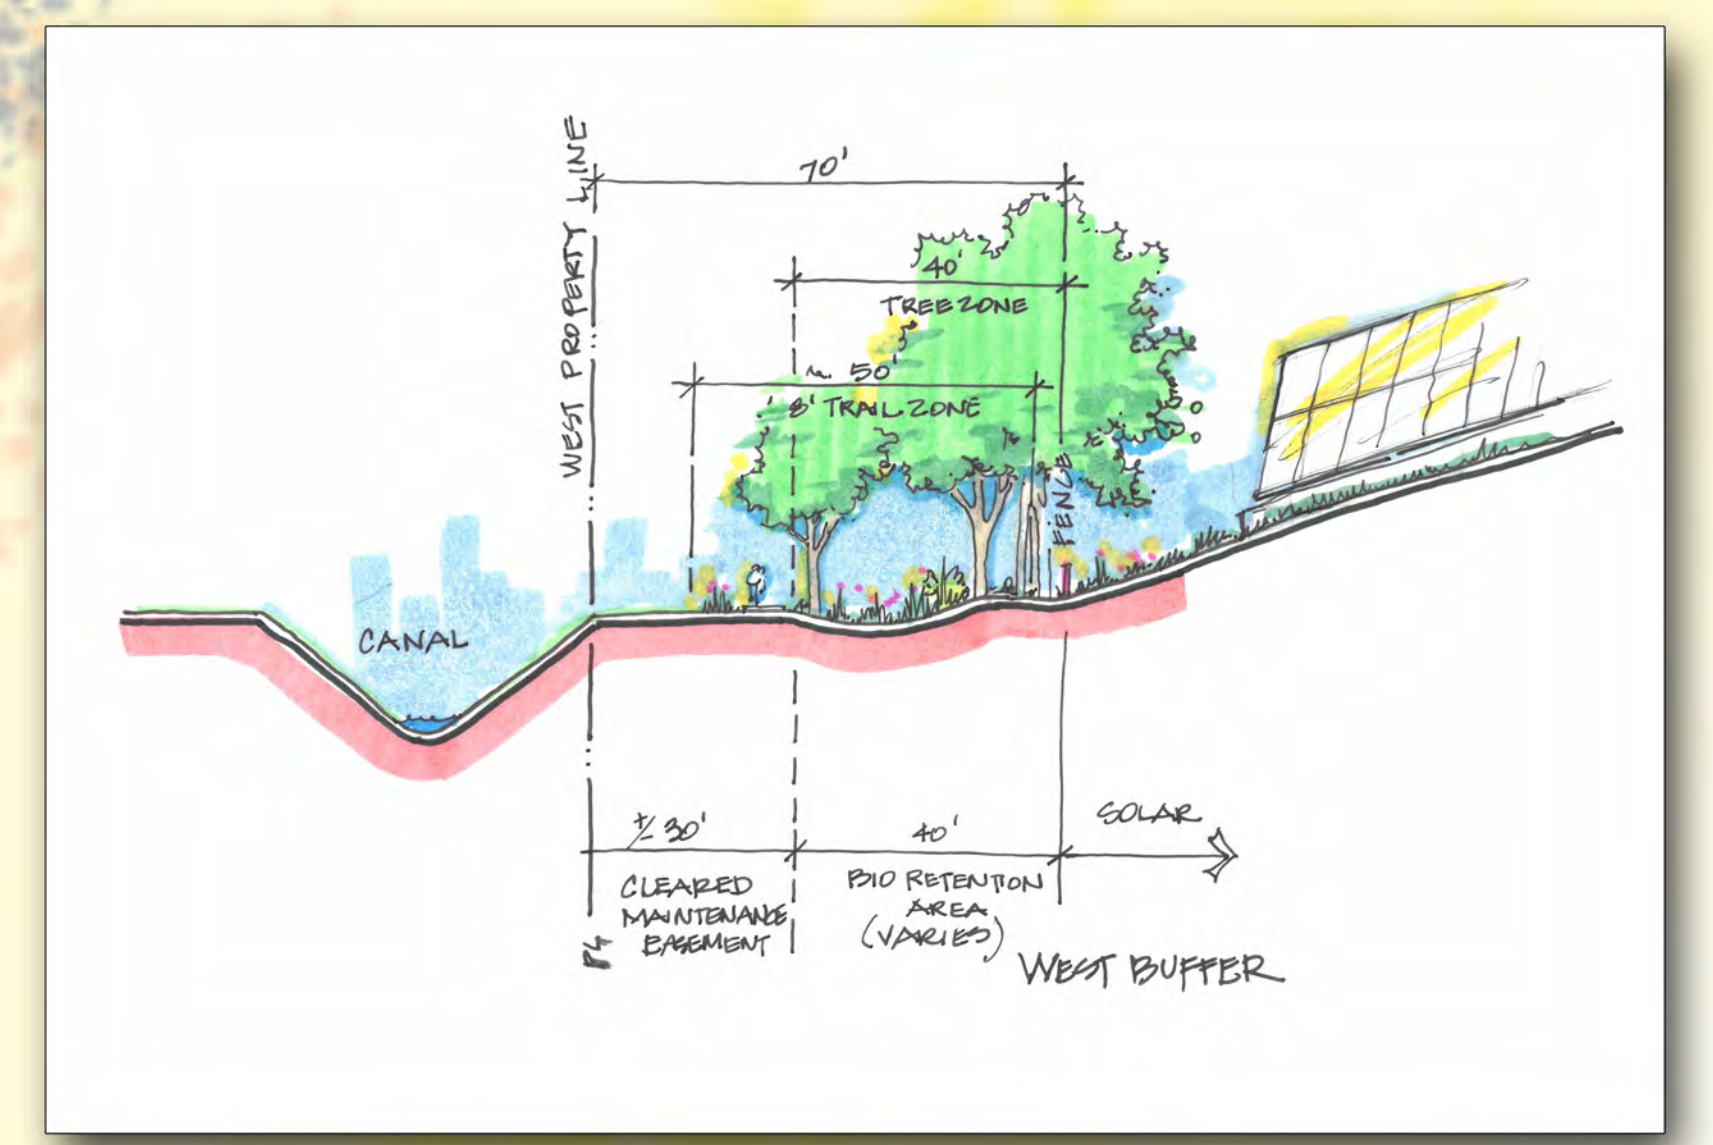 WEST PROPERTY LINE
70'
40'
TREE ZONE
50'
8' TRAIL ZONE
FENCE
CANAL
+/- 30'
40'
SOLAR
CLEARED
MAINTENANCE
EASEMENT
BIO RETENTION
AREA
(VARIES)
WEST BUFFER